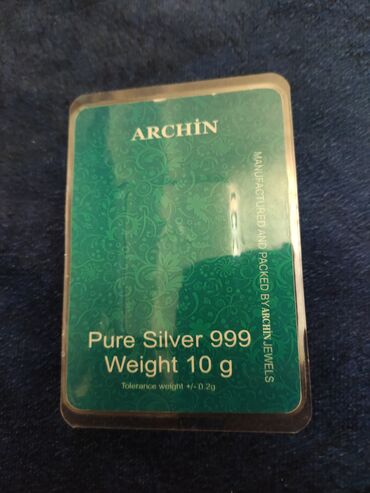 ARCHİN
Pure Silver 999
Weight 10 g
Tolerance weight +/- 0.2g
MANUFACTURED AND PACKED BY ARCHİN JEWELS